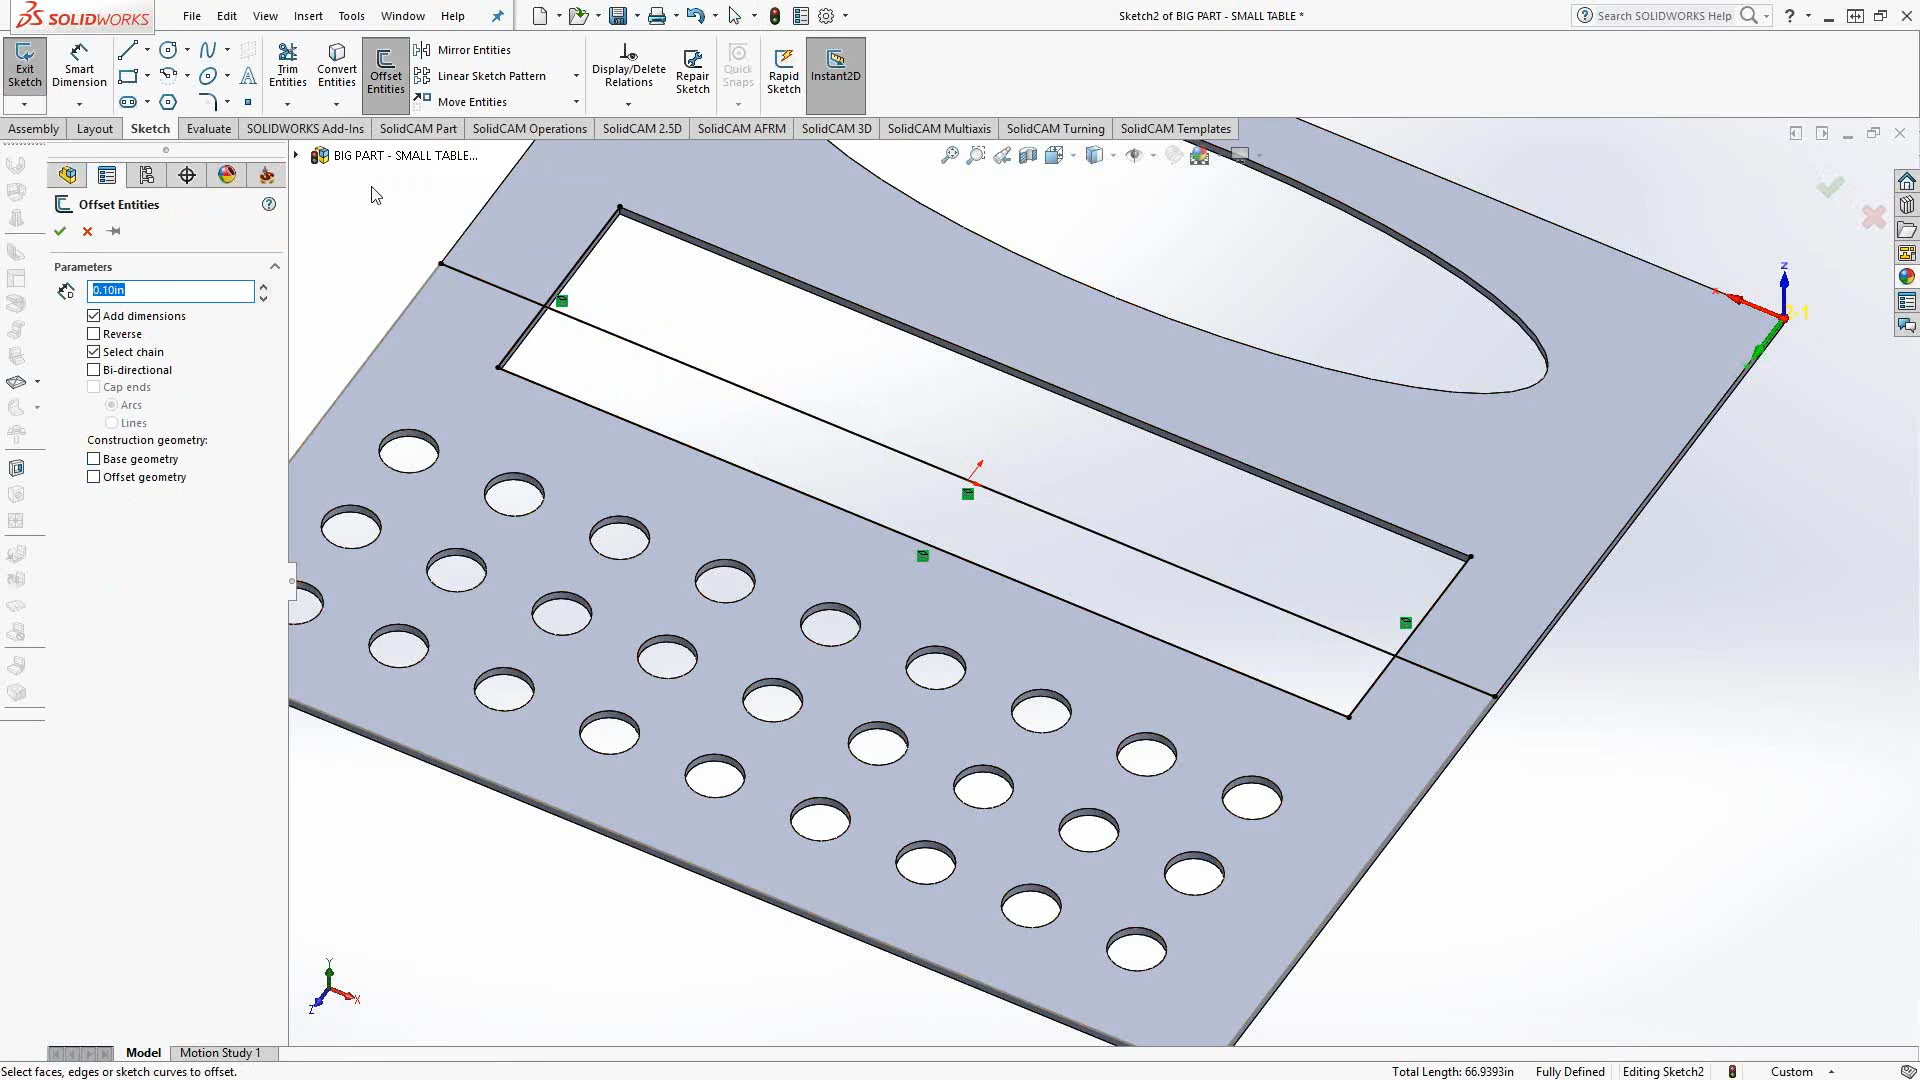 SOLIDWORKS
File Edit View Insert Tools Window Help
Sketch2 of BIG PART - SMALL TABLE *
Search SOLIDWORKS Help
Exit Sketch
Smart Dimension
Trim Entities
Convert Entities
Offset Entities
Mirror Entities
Linear Sketch Pattern
Move Entities
Display/Delete Relations
Repair Sketch
Quick Snaps
Rapid Sketch
Instant2D
Assembly Layout Sketch Evaluate SOLIDWORKS Add-Ins SolidCAM Part SolidCAM Operations SolidCAM 2.5D SolidCAM AFRM SolidCAM 3D SolidCAM Multiaxis SolidCAM Turning SolidCAM Templates
BIG PART - SMALL TABLE...
Offset Entities
Parameters
0.10in
Add dimensions
Reverse
Select chain
Bi-directional
Cap ends
Arcs
Lines
Construction geometry:
Base geometry
Offset geometry
Z
X
Y
X
Z
Model Motion Study 1
Select faces, edges or sketch curves to offset.
Total Length: 66.9393in Fully Defined Editing Sketch2 Custom